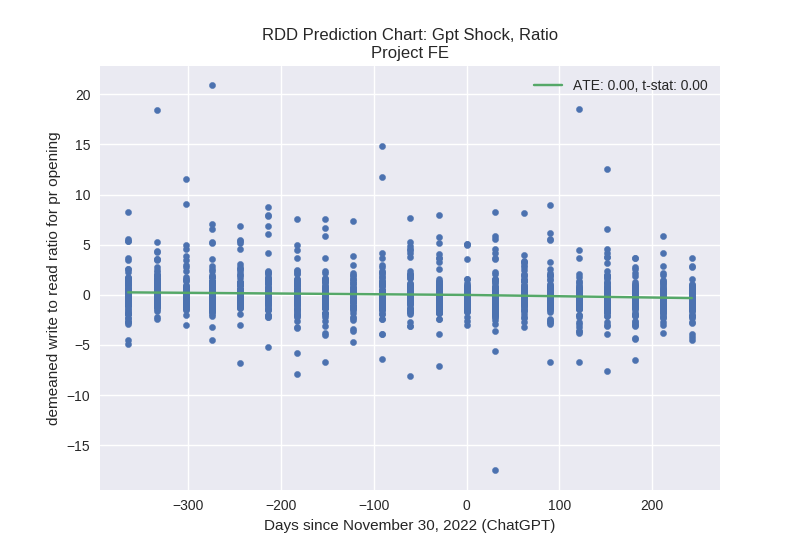 RDD Prediction Chart: Gpt Shock, Ratio
Project FE
ATE: 0.00, t-stat: 0.00
demeaned write to read ratio for pr opening
20
15
10
5
0
−5
−10
−15
−300
−200
−100
0
100
200
Days since November 30, 2022 (ChatGPT)